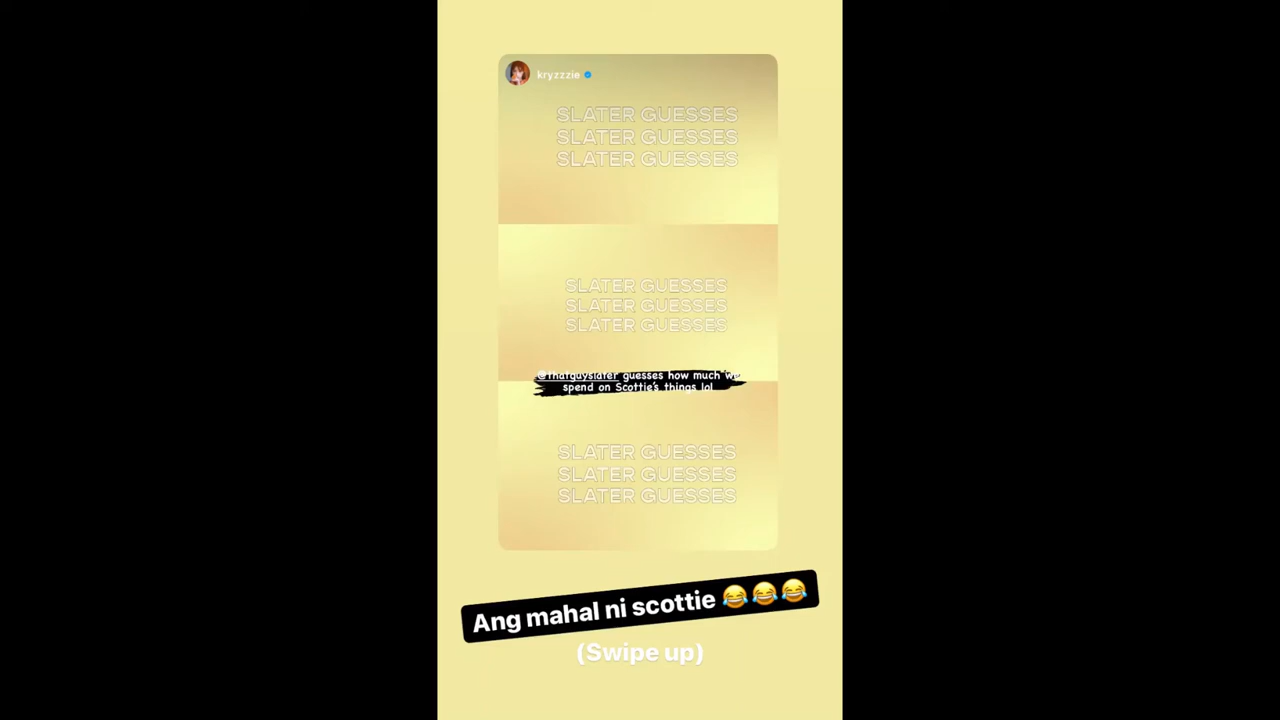 kryzzzie
SLATER GUESSES
SLATER GUESSES
SLATER GUESSES
SLATER GUESSES
SLATER GUESSES
SLATER GUESSES
@thatguyslater guesses how much we
spend on Scottie's things lol
SLATER GUESSES
SLATER GUESSES
SLATER GUESSES
Ang mahal ni scottie 😂😂😂
(Swipe up)